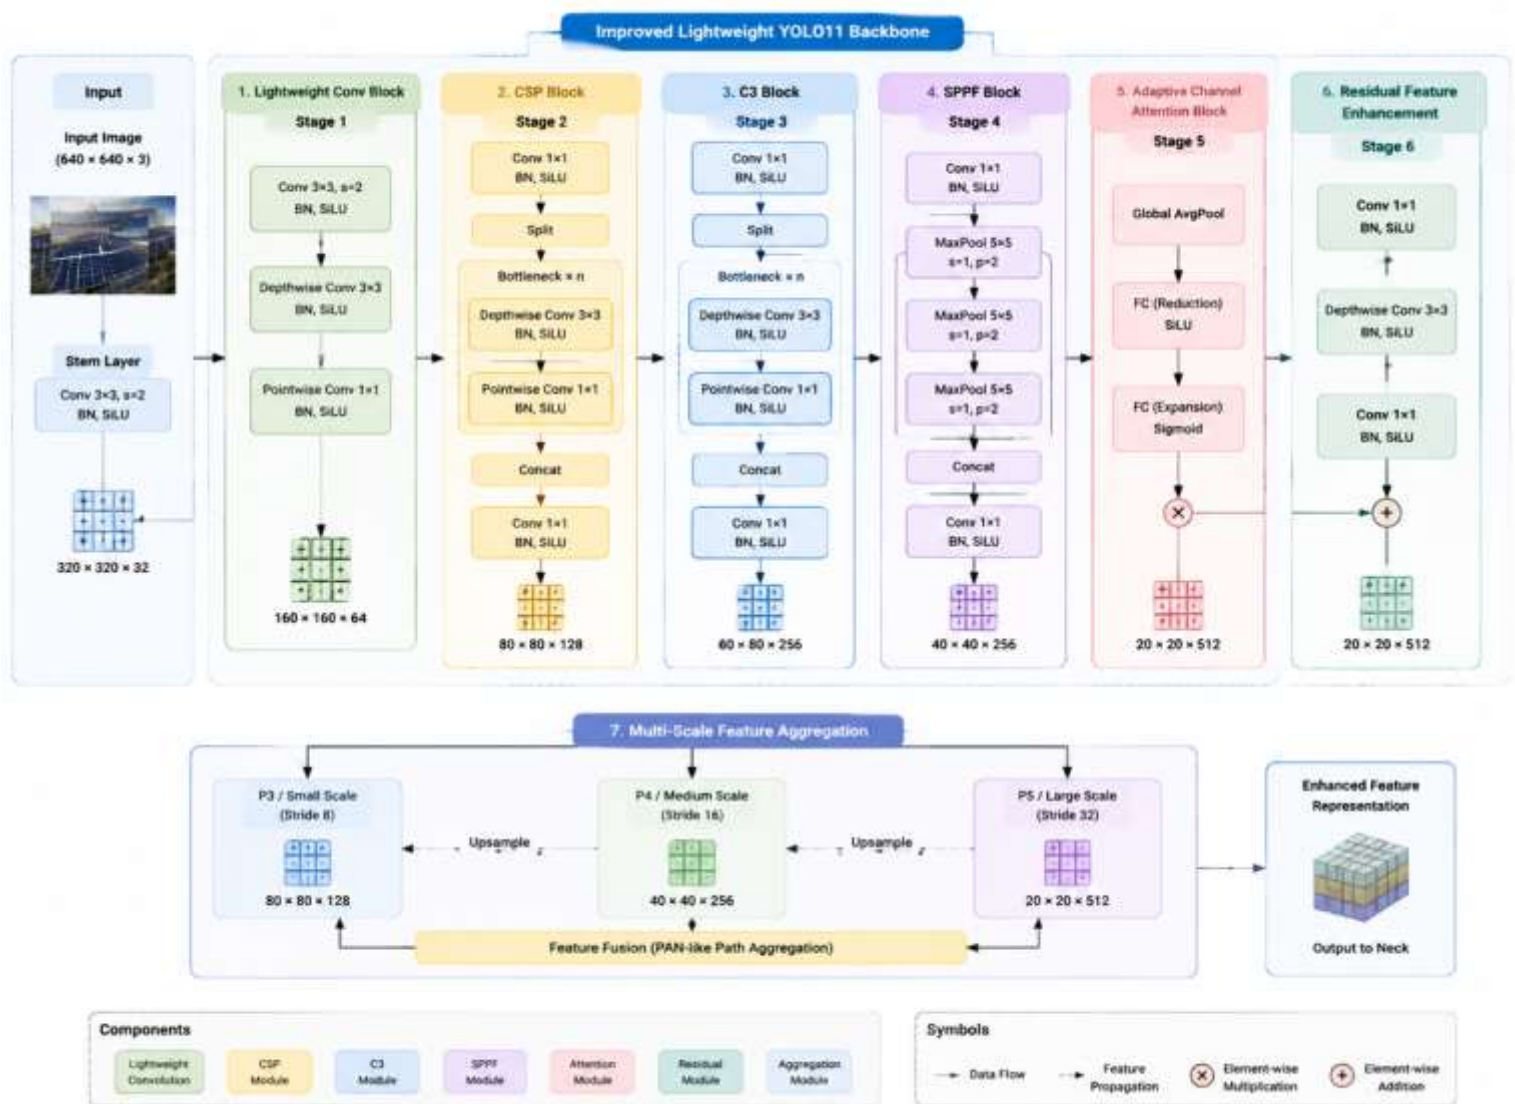 Improved Lightweight YOLO11 Backbone
Input
Input Image
(640 × 640 × 3)
Stem Layer
Conv 3×3, s=2
BN, SiLU
320 × 320 × 32
1. Lightweight Conv Block
Stage 1
Conv 3×3, s=2
BN, SiLU
Depthwise Conv 3×3
BN, SiLU
Pointwise Conv 1×1
BN, SiLU
160 × 160 × 64
2. CSP Block
Stage 2
Conv 1×1
BN, SiLU
Split
Bottleneck × n
Depthwise Conv 3×3
BN, SiLU
Pointwise Conv 1×1
BN, SiLU
Concat
Conv 1×1
BN, SiLU
80 × 80 × 128
3. C3 Block
Stage 3
Conv 1×1
BN, SiLU
Split
Bottleneck × n
Depthwise Conv 3×3
BN, SiLU
Pointwise Conv 1×1
BN, SiLU
Concat
Conv 1×1
BN, SiLU
60 × 80 × 256
4. SPPF Block
Stage 4
Conv 1×1
BN, SiLU
MaxPool 5×5
s=1, p=2
MaxPool 5×5
s=1, p=2
MaxPool 5×5
s=1, p=2
Concat
Conv 1×1
BN, SiLU
40 × 40 × 256
5. Adaptive Channel
Attention Block
Stage 5
Global AvgPool
FC (Reduction)
SiLU
FC (Expansion)
Sigmoid
20 × 20 × 512
6. Residual Feature
Enhancement
Stage 6
Conv 1×1
BN, SiLU
Depthwise Conv 3×3
BN, SiLU
Conv 1×1
BN, SiLU
20 × 20 × 512
7. Multi-Scale Feature Aggregation
P3 / Small Scale
(Stride 8)
80 × 80 × 128
Upsample
P4 / Medium Scale
(Stride 16)
40 × 40 × 256
Upsample
P5 / Large Scale
(Stride 32)
20 × 20 × 512
Feature Fusion (PAN-like Path Aggregation)
Enhanced Feature
Representation
Output to Neck
Components
Lightweight
Convolution
CSP
Module
C3
Module
SPPF
Module
Attention
Module
Residual
Module
Aggregation
Module
Symbols
Data Flow
Feature
Propagation
Element-wise
Multiplication
Element-wise
Addition